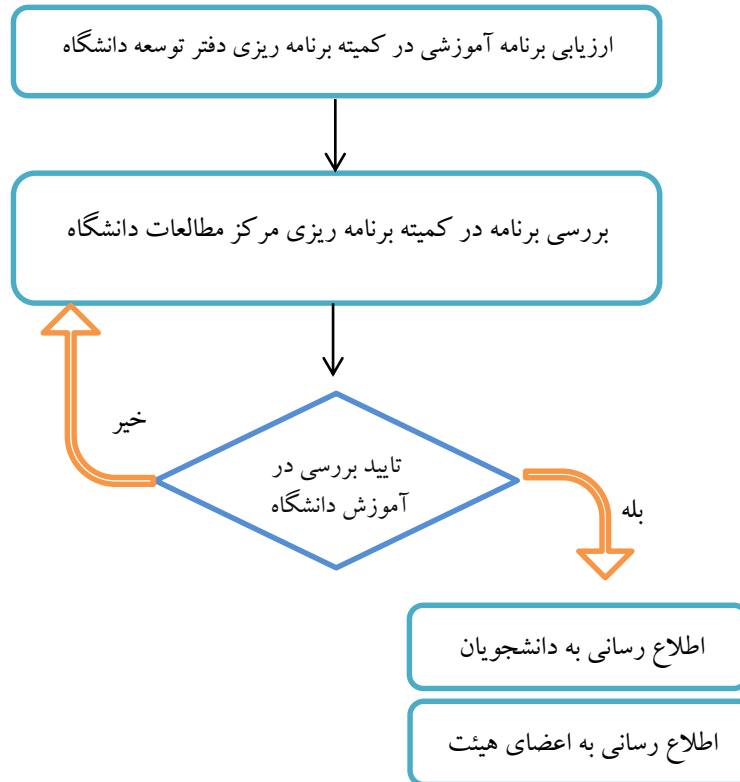 ارزیابی برنامه آموزشی در کمیته برنامه ریزی دفتر توسعه دانشگاه
بررسی برنامه در کمیته برنامه ریزی مرکز مطالعات دانشگاه
خیر
تایید بررسی در
آموزش دانشگاه
بله
اطلاع رسانی به دانشجویان
اطلاع رسانی به اعضای هیئت